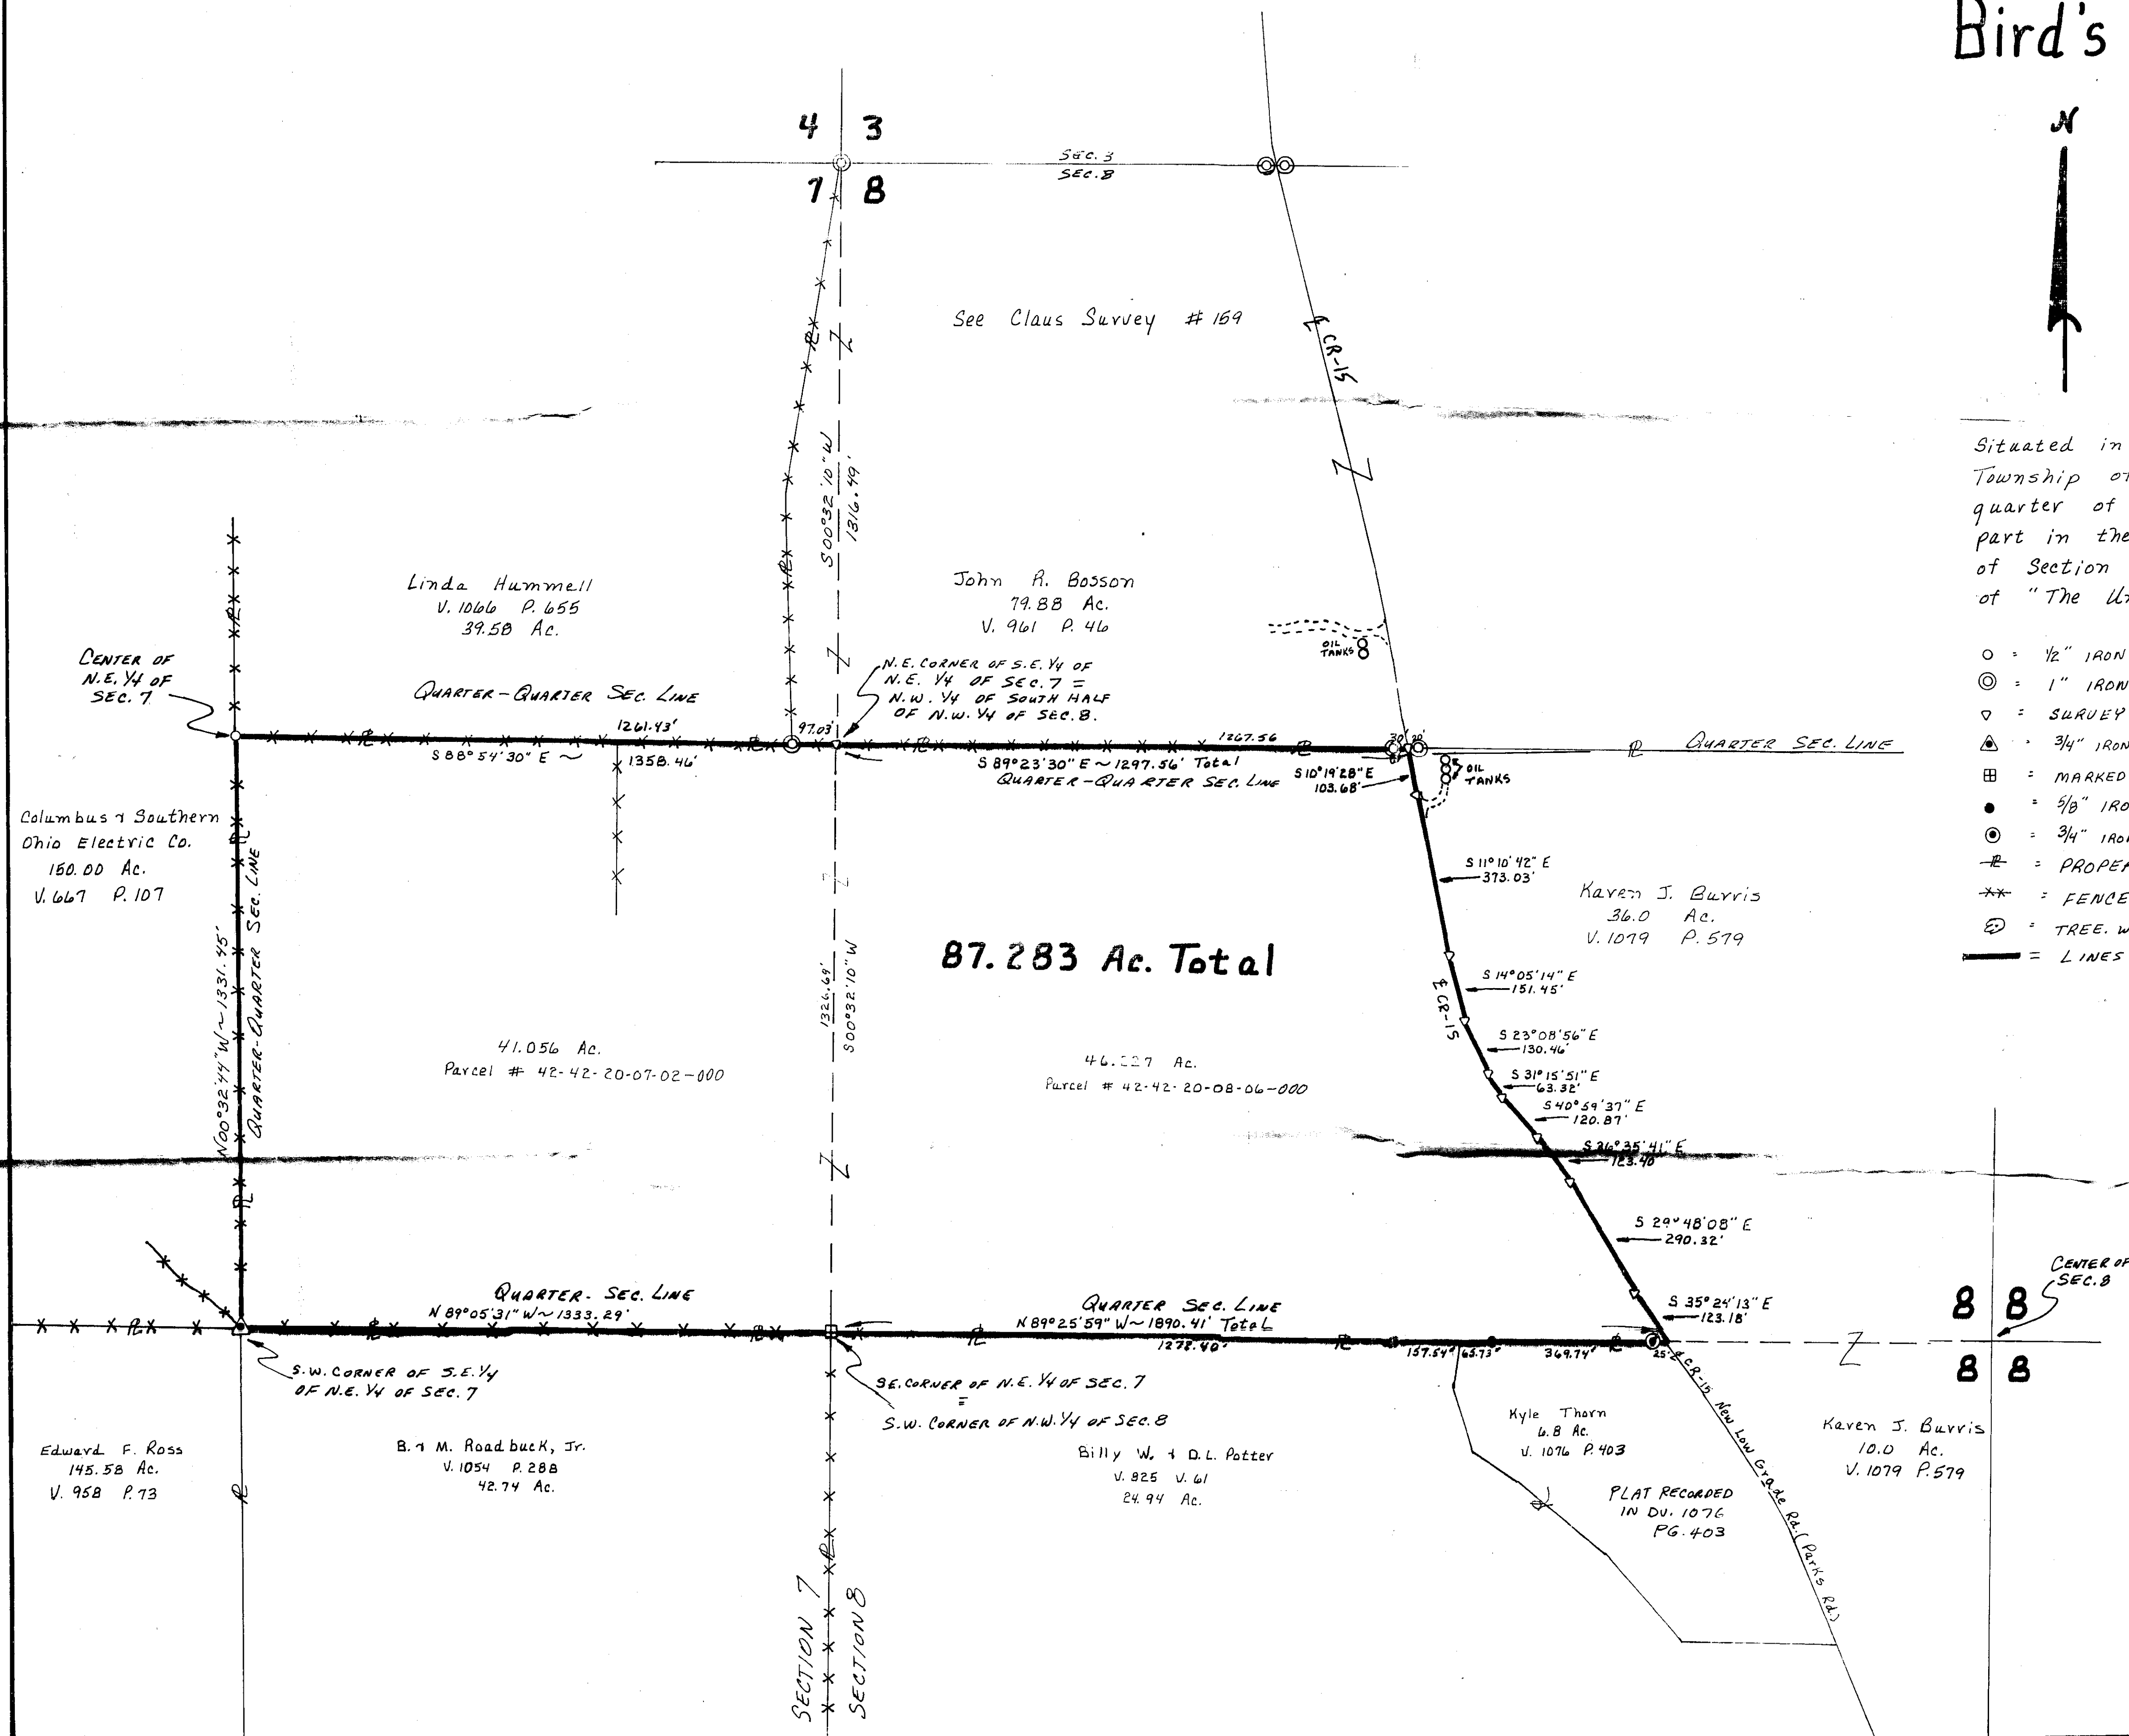 Bird's
N
4 3
7 8
SEC. 3
SEC. 8
See Claus Survey # 159
℄ CR-15
S00°32'10"W
1316.49'
Situated in
Township of
quarter of
part in the
of Section
of "The
Linda Hummell
V. 1066 P. 655
39.58 Ac.
John R. Bosson
79.88 Ac.
V. 961 P. 46
OIL
TANKS
CENTER OF
N.E. 1/4 OF
SEC. 7
QUARTER-QUARTER SEC. LINE
N.E. CORNER OF S.E. 1/4 OF
N.E. 1/4 OF SEC. 7 =
N.W. 1/4 OF SOUTH HALF
OF N.W. 1/4 OF SEC. 8.
1261.43'
97.03'
S 88°54'30" E ~ 1358.46'
1267.56
30' 30'
S 89°23'30" E ~ 1297.56' Total
QUARTER-QUARTER SEC. LINE
QUARTER SEC. LINE
S 10°19'28" E
103.68'
OIL
TANKS
= 1/2" IRON
= 1" IRON
= SURVEY
= 3/4" IRON
= MARKED
= 5/8" IRO
= 3/4" IRON
= PROPE
= FENCE
= TREE. W
= LINES
Columbus & Southern
Ohio Electric Co.
150.00 Ac.
V. 667 P. 107
N00°32'44"W ~ 1331.45'
QUARTER-QUARTER SEC. LINE
S 11°10'42" E
373.03'
Karen J. Burris
36.0 Ac.
V. 1079 P. 579
87.283 Ac. Total
1326.69'
S00°32'10"W
℄ CR-15
S 14°05'14" E
151.45'
S 23°08'56" E
130.46'
S 31°15'51" E
63.32'
S 40°59'37" E
120.87'
S 36°35'41" E
123.40'
S 29°48'08" E
290.32'
S 35°24'13" E
123.18'
41.056 Ac.
Parcel # 42-42-20-07-02-000
Ac.
Parcel # 42-42-20-08-06-000
QUARTER- SEC. LINE
N 89°05'31" W ~ 1333.29'
QUARTER SEC. LINE
N 89°25'59" W ~ 1890.41' Total
1278.40'
157.54'
65.73'
369.74'
25'
8 8
8 8
CENTER OF
SEC. 8
S.W. CORNER OF S.E. 1/4
OF N.E. 1/4 OF SEC. 7
S.E. CORNER OF N.E. 1/4 OF SEC. 7
=
S.W. CORNER OF N.W. 1/4 OF SEC. 8
Edward F. Ross
145.58 Ac.
V. 958 P. 73
B. & M. Roadbuck, Jr.
V. 1054 P. 288
42.74 Ac.
Billy W. & D.L. Potter
V. 825 V. 61
24.94 Ac.
Kyle Thorn
6.8 Ac.
V. 1076 P. 403
PLAT RECORDED
IN DV. 1076
PG. 403
℄ CR-15 New Low Grade Rd. (Parks Rd.)
Karen J. Burris
10.0 Ac.
V. 1079 P. 579
SECTION 7
SECTION 8